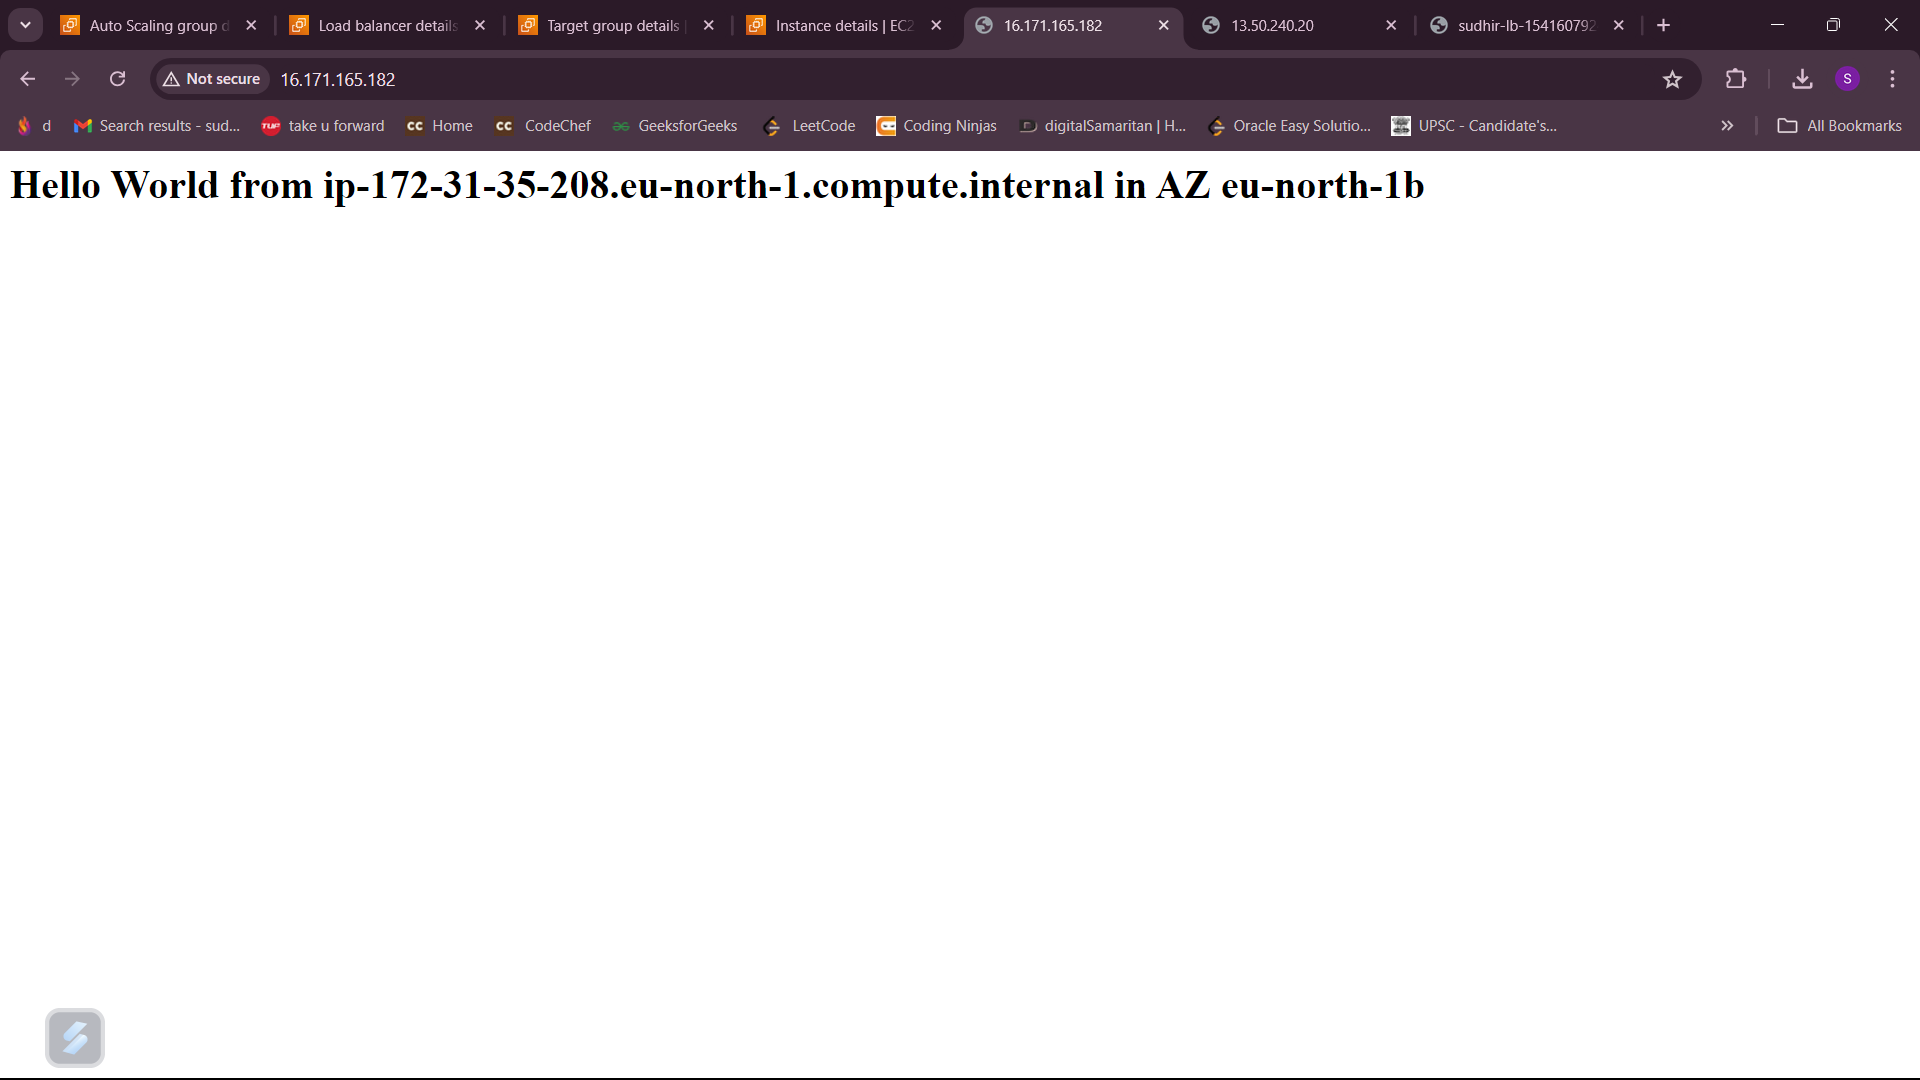 Auto Scaling group d
Load balancer details
Target group details |
Instance details | EC2
16.171.165.182
13.50.240.20
sudhir-lb-154160792
Not secure
16.171.165.182
S
d
Search results - sud...
TUF
take u forward
CC Home
CC CodeChef
GeeksforGeeks
LeetCode
Coding Ninjas
D digitalSamaritan | H...
Oracle Easy Solutio...
UPSC - Candidate's...
All Bookmarks
Hello World from ip-172-31-35-208.eu-north-1.compute.internal in AZ eu-north-1b